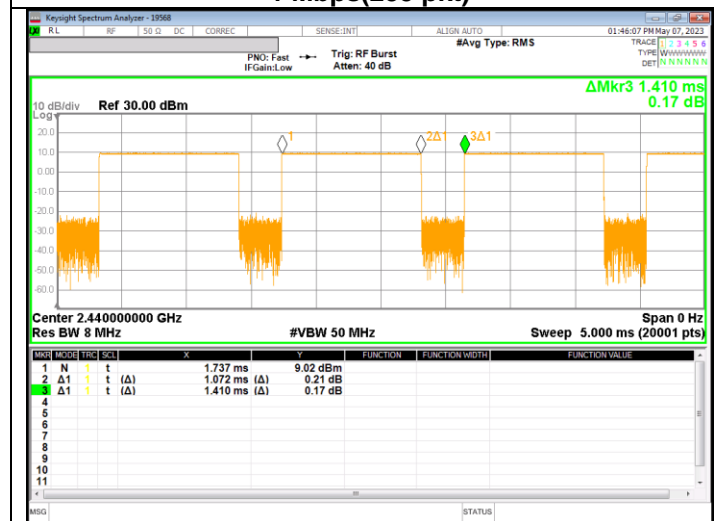 Keysight Spectrum Analyzer - 19568
RL RF 50 Ω DC CORREC SENSE:INT ALIGN AUTO 01:46:07 PM May 07, 2023
#Avg Type: RMS TRACE 1 2 3 4 5 6
PNO: Fast Trig: RF Burst TYPE WWWWWW
IFGain:Low Atten: 40 dB DET N N N N N N
ΔMkr3 1.410 ms
0.17 dB
10 dB/div Ref 30.00 dBm
Log
20.0
1 2Δ1 3Δ1
10.0
0.00
-10.0
-20.0
-30.0
-40.0
-50.0
-60.0
Center 2.440000000 GHz Span 0 Hz
Res BW 8 MHz #VBW 50 MHz Sweep 5.000 ms (20001 pts)
MKR MODE TRC SCL X Y FUNCTION FUNCTION WIDTH FUNCTION VALUE
1 N 1 t 1.737 ms 9.02 dBm
2 Δ1 1 t (Δ) 1.072 ms (Δ) 0.21 dB
3 Δ1 1 t (Δ) 1.410 ms (Δ) 0.17 dB
4
5
6
7
8
9
10
11
MSG STATUS